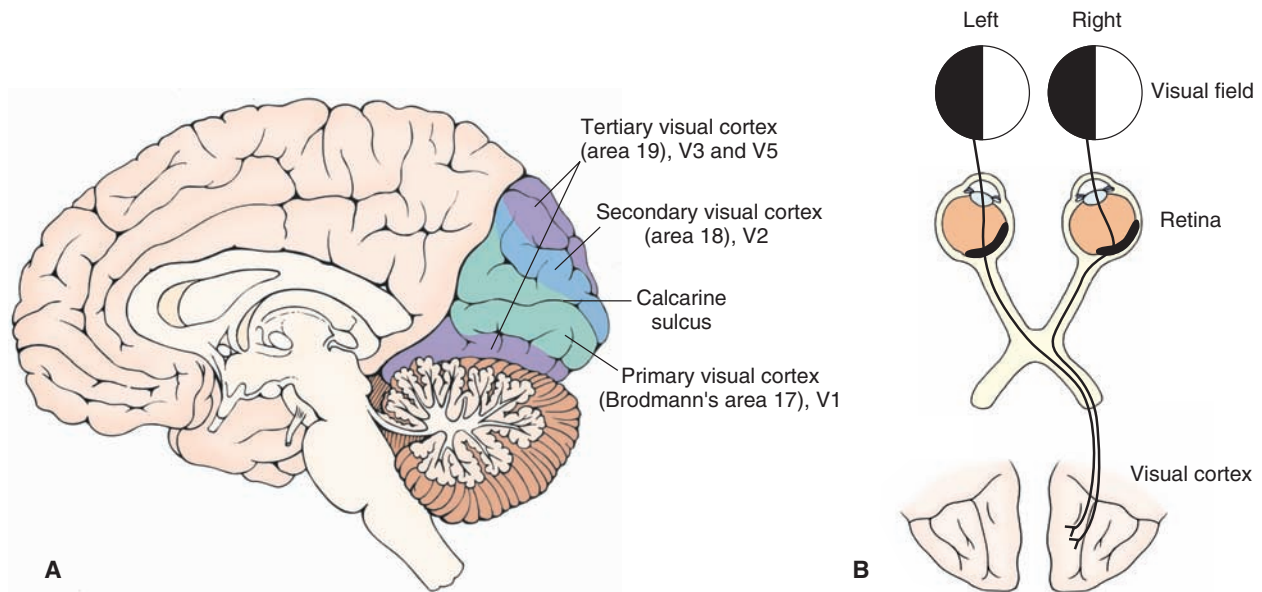 Tertiary visual cortex
(area 19), V3 and V5
Secondary visual cortex
(area 18), V2
Calcarine
sulcus
Primary visual cortex
(Brodmann's area 17), V1
A
Left
Right
Visual field
Retina
Visual cortex
B